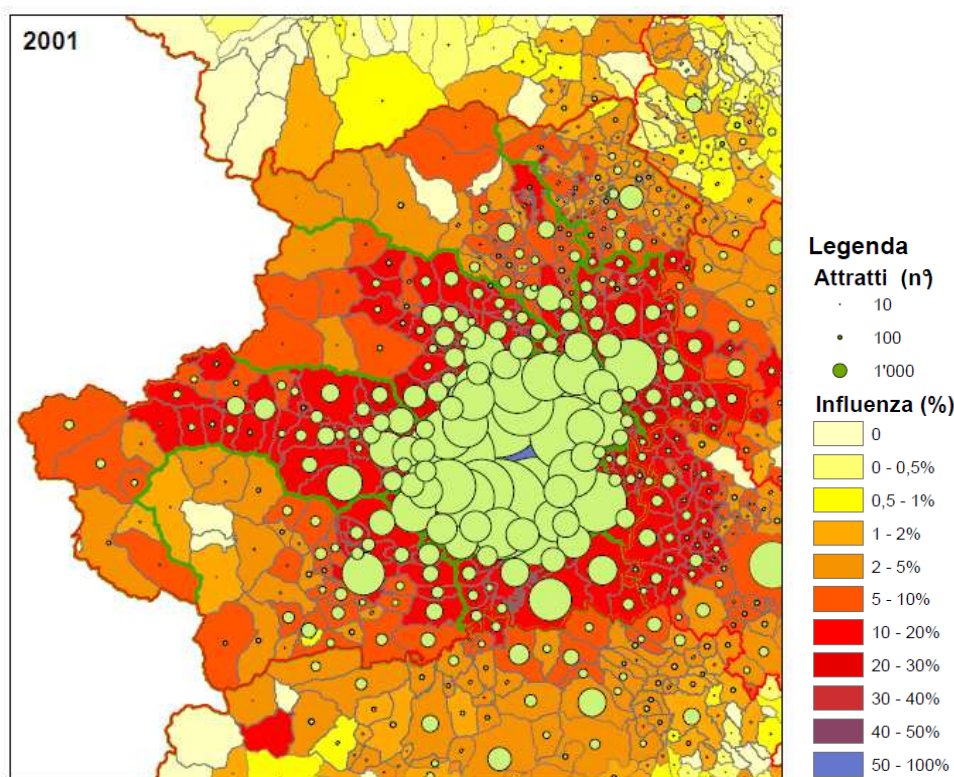 2001
Legenda
Attratti (n°)
10
100
1'000
Influenza (%)
0
0 - 0,5%
0,5 - 1%
1 - 2%
2 - 5%
5 - 10%
10 - 20%
20 - 30%
30 - 40%
40 - 50%
50 - 100%